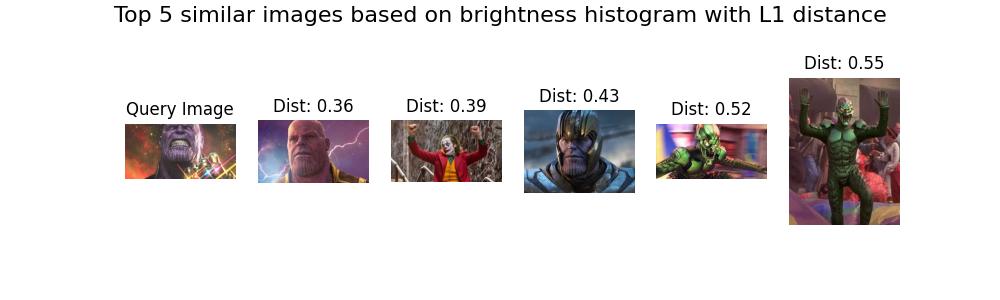 Top 5 similar images based on brightness histogram with L1 distance
Query Image
Dist: 0.36
Dist: 0.39
Dist: 0.43
Dist: 0.52
Dist: 0.55